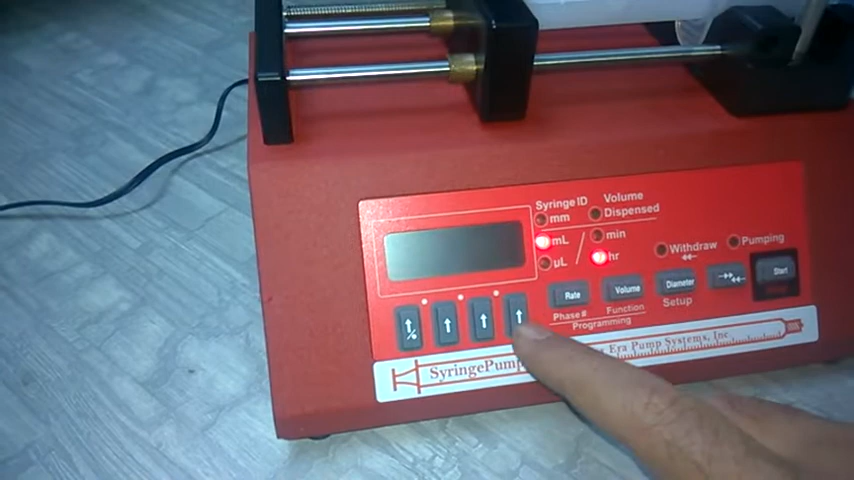 Syringe ID
Volume
Dispensed
mm
mL
min
µL
/ hr
Withdraw
Pumping
Rate
Volume
Diameter
Start
Phase #
Function
Setup
Programming
%
SyringePump
Era Pump Systems, Inc.